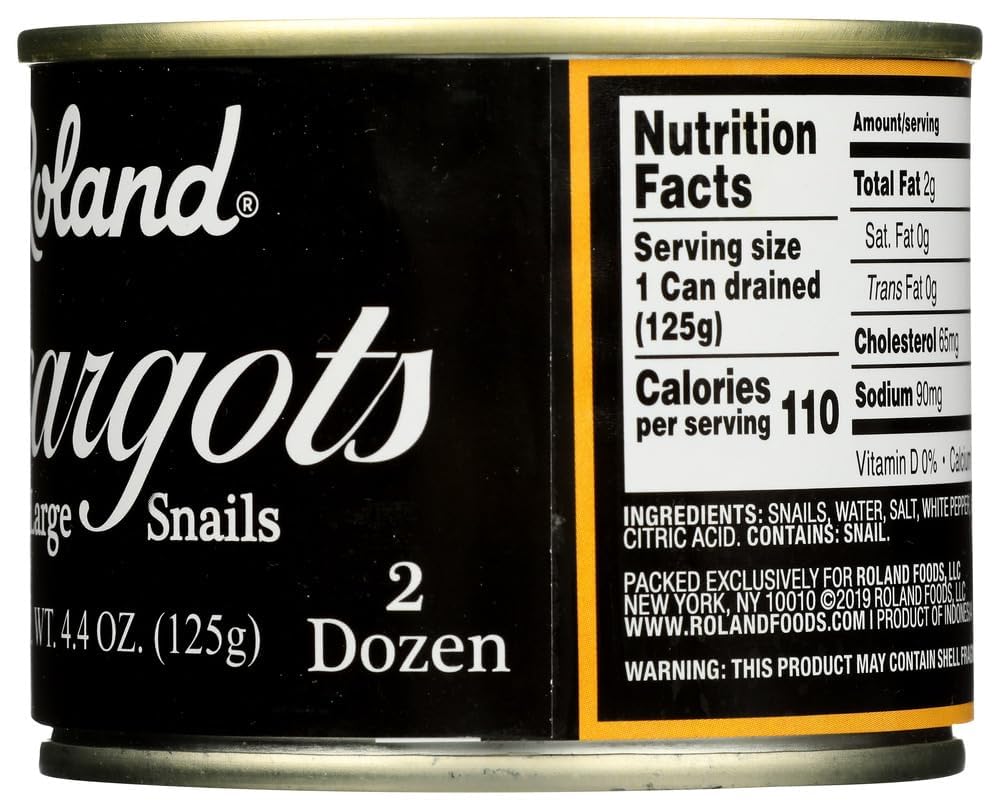 Roland®
argots
Large Snails
WT. 4.4 OZ. (125g)
2
Dozen
Nutrition
Facts
Serving size
1 Can drained
(125g)
Calories
per serving 110
Amount/serving
Total Fat 2g
Sat. Fat 0g
Trans Fat 0g
Cholesterol 65mg
Sodium 90mg
Vitamin D 0% •
INGREDIENTS: SNAILS, WATER, SALT, WHITE PEPPER,
CITRIC ACID. CONTAINS: SNAIL.
PACKED EXCLUSIVELY FOR ROLAND FOODS, LLC
NEW YORK, NY 10010 ©2019 ROLAND FOODS, LLC
WWW.ROLANDFOODS.COM | PRODUCT OF
WARNING: THIS PRODUCT MAY CONTAIN SHELL